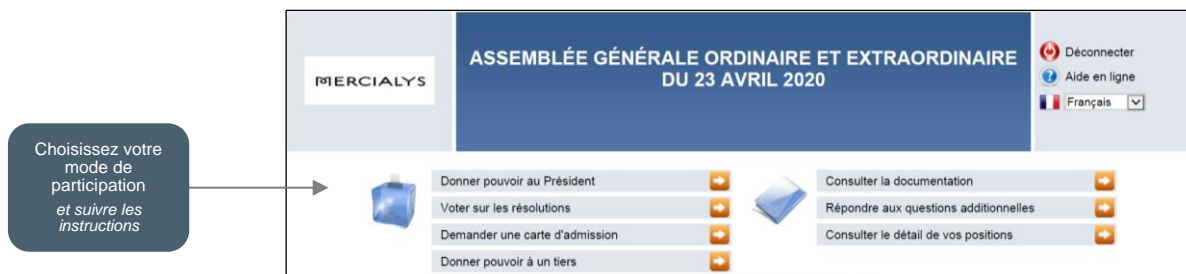 MERCIALYS
ASSEMBLÉE GÉNÉRALE ORDINAIRE ET EXTRAORDINAIRE
DU 23 AVRIL 2020
Déconnecter
Aide en ligne
Français
Choisissez votre
mode de
participation
et suivre les
instructions
Donner pouvoir au Président
Voter sur les résolutions
Demander une carte d'admission
Donner pouvoir à un tiers
Consulter la documentation
Répondre aux questions additionnelles
Consulter le détail de vos positions